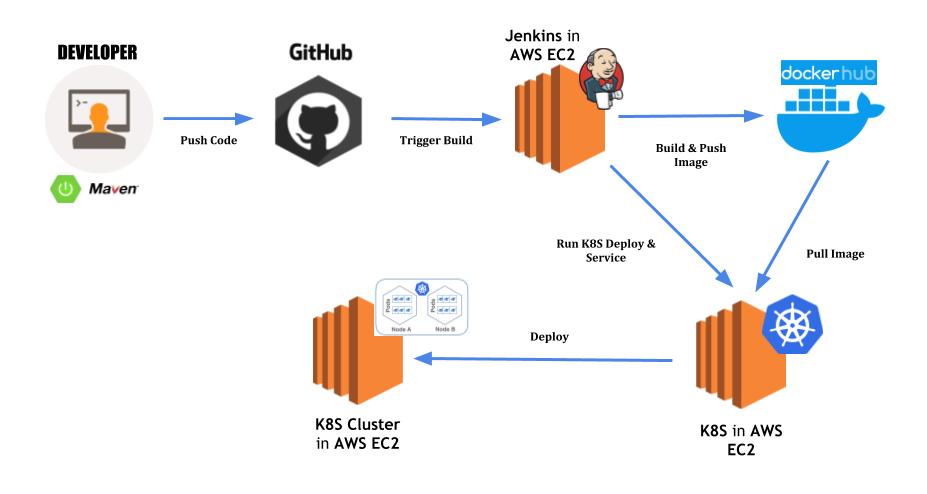 DEVELOPER
>-
Maven
Push Code
GitHub
Trigger Build
Jenkins in
AWS EC2
Build & Push
Image
docker hub
Run K8S Deploy &
Service
Pull Image
Pods
Node A
Pods
Node B
Deploy
K8S Cluster
in AWS EC2
K8S in AWS
EC2